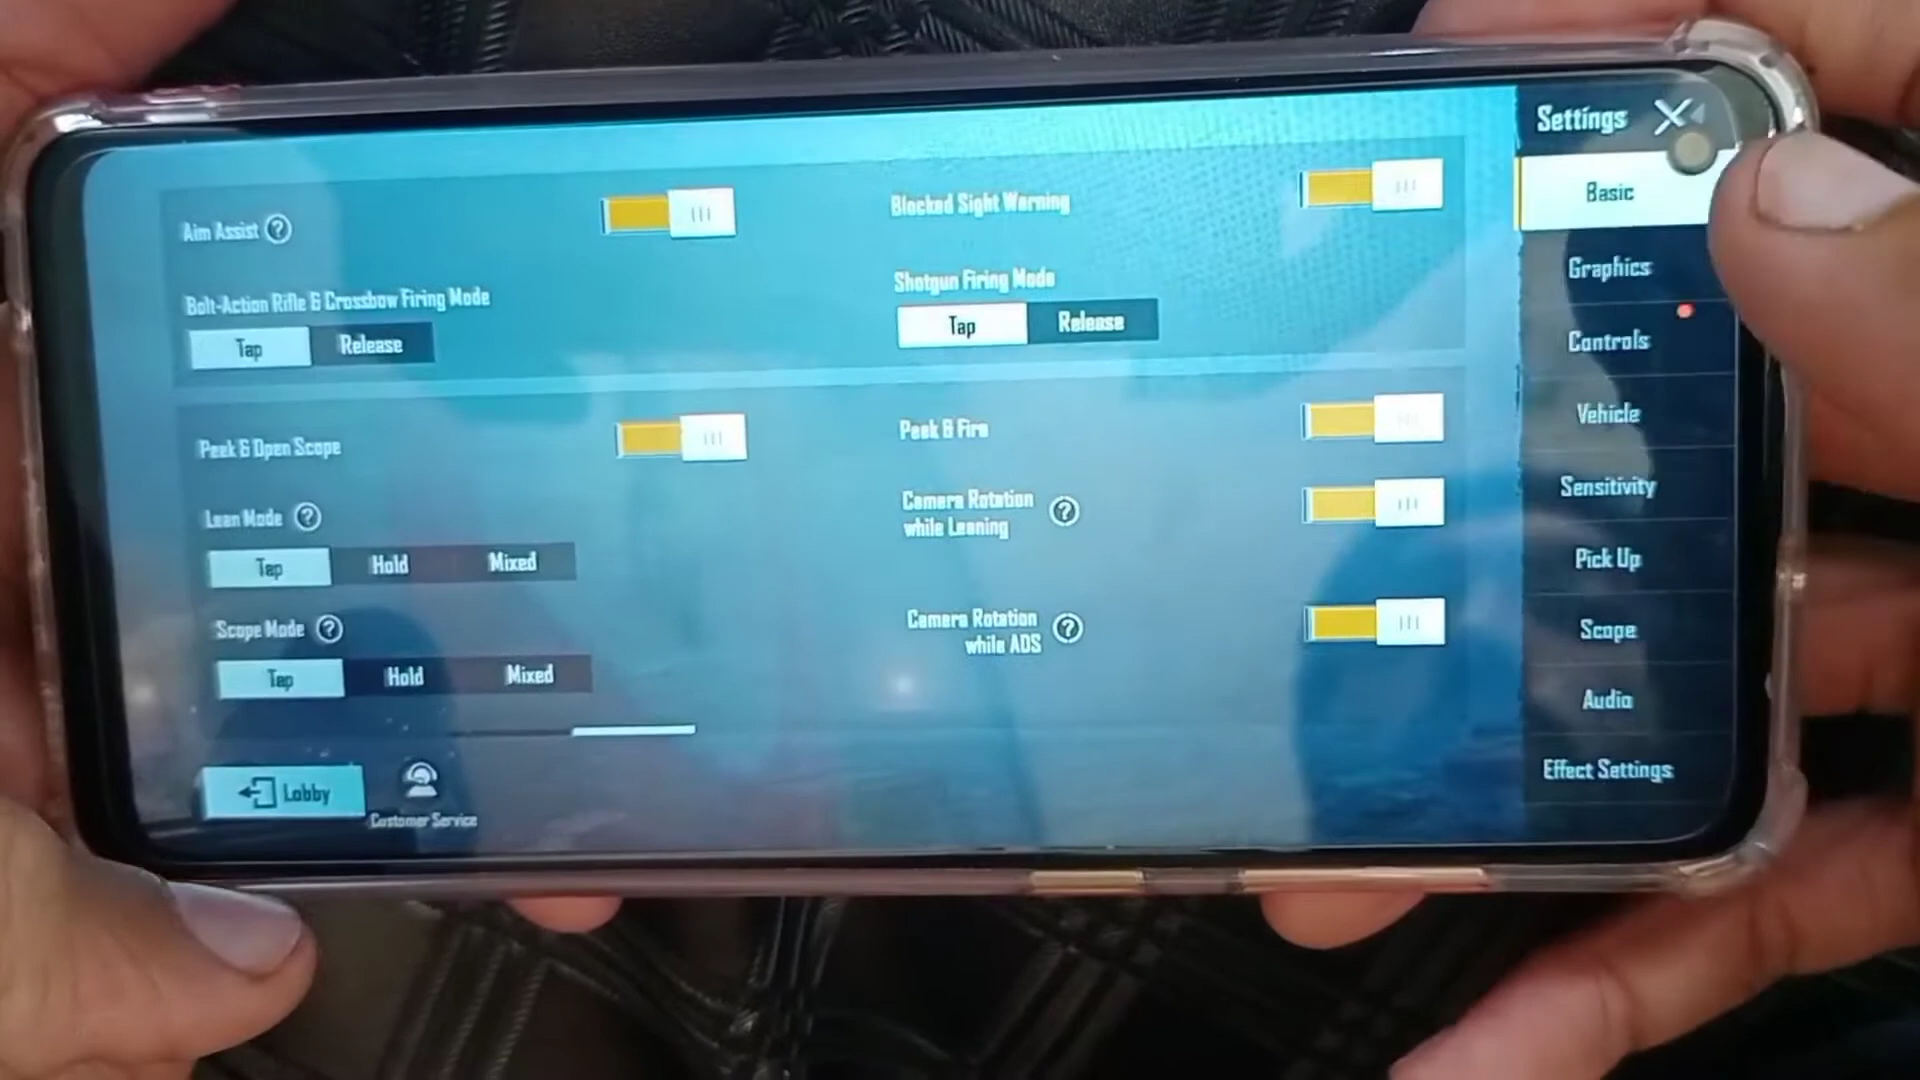 Settings
Aim Assist ?
Blocked Sight Warning
Bolt-Action Rifle & Crossbow Firing Mode
Tap Release
Shotgun Firing Mode
Tap Release
Peek & Open Scope
Peek & Fire
Lean Mode ?
Tap Hold Mixed
Camera Rotation
while Leaning ?
Scope Mode ?
Tap Hold Mixed
Camera Rotation
while ADS ?
Lobby
Customer Service
Basic
Graphics
Controls
Vehicle
Sensitivity
Pick Up
Scope
Audio
Effect Settings